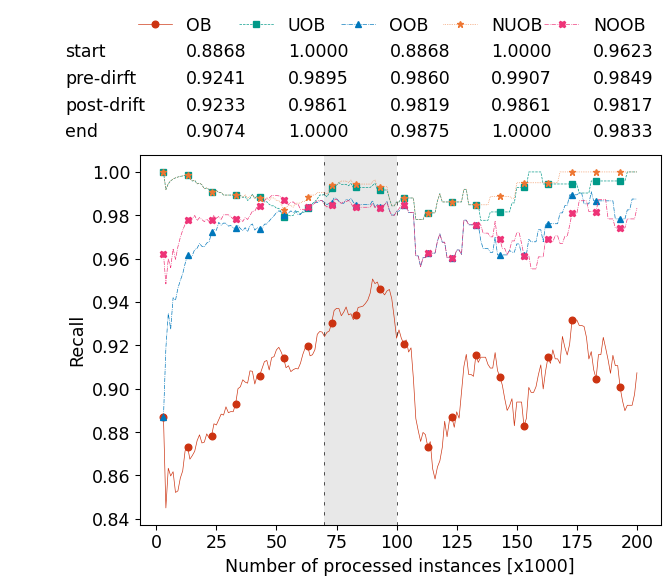 OB UOB OOB NUOB NOOB
start 0.8868 1.0000 0.8868 1.0000 0.9623
pre-dirft 0.9241 0.9895 0.9860 0.9907 0.9849
post-drift 0.9233 0.9861 0.9819 0.9861 0.9817
end 0.9074 1.0000 0.9875 1.0000 0.9833
1.00
0.98
0.96
0.94
0.92
0.90
0.88
0.86
0.84
Recall
0 25 50 75 100 125 150 175 200
Number of processed instances [x1000]